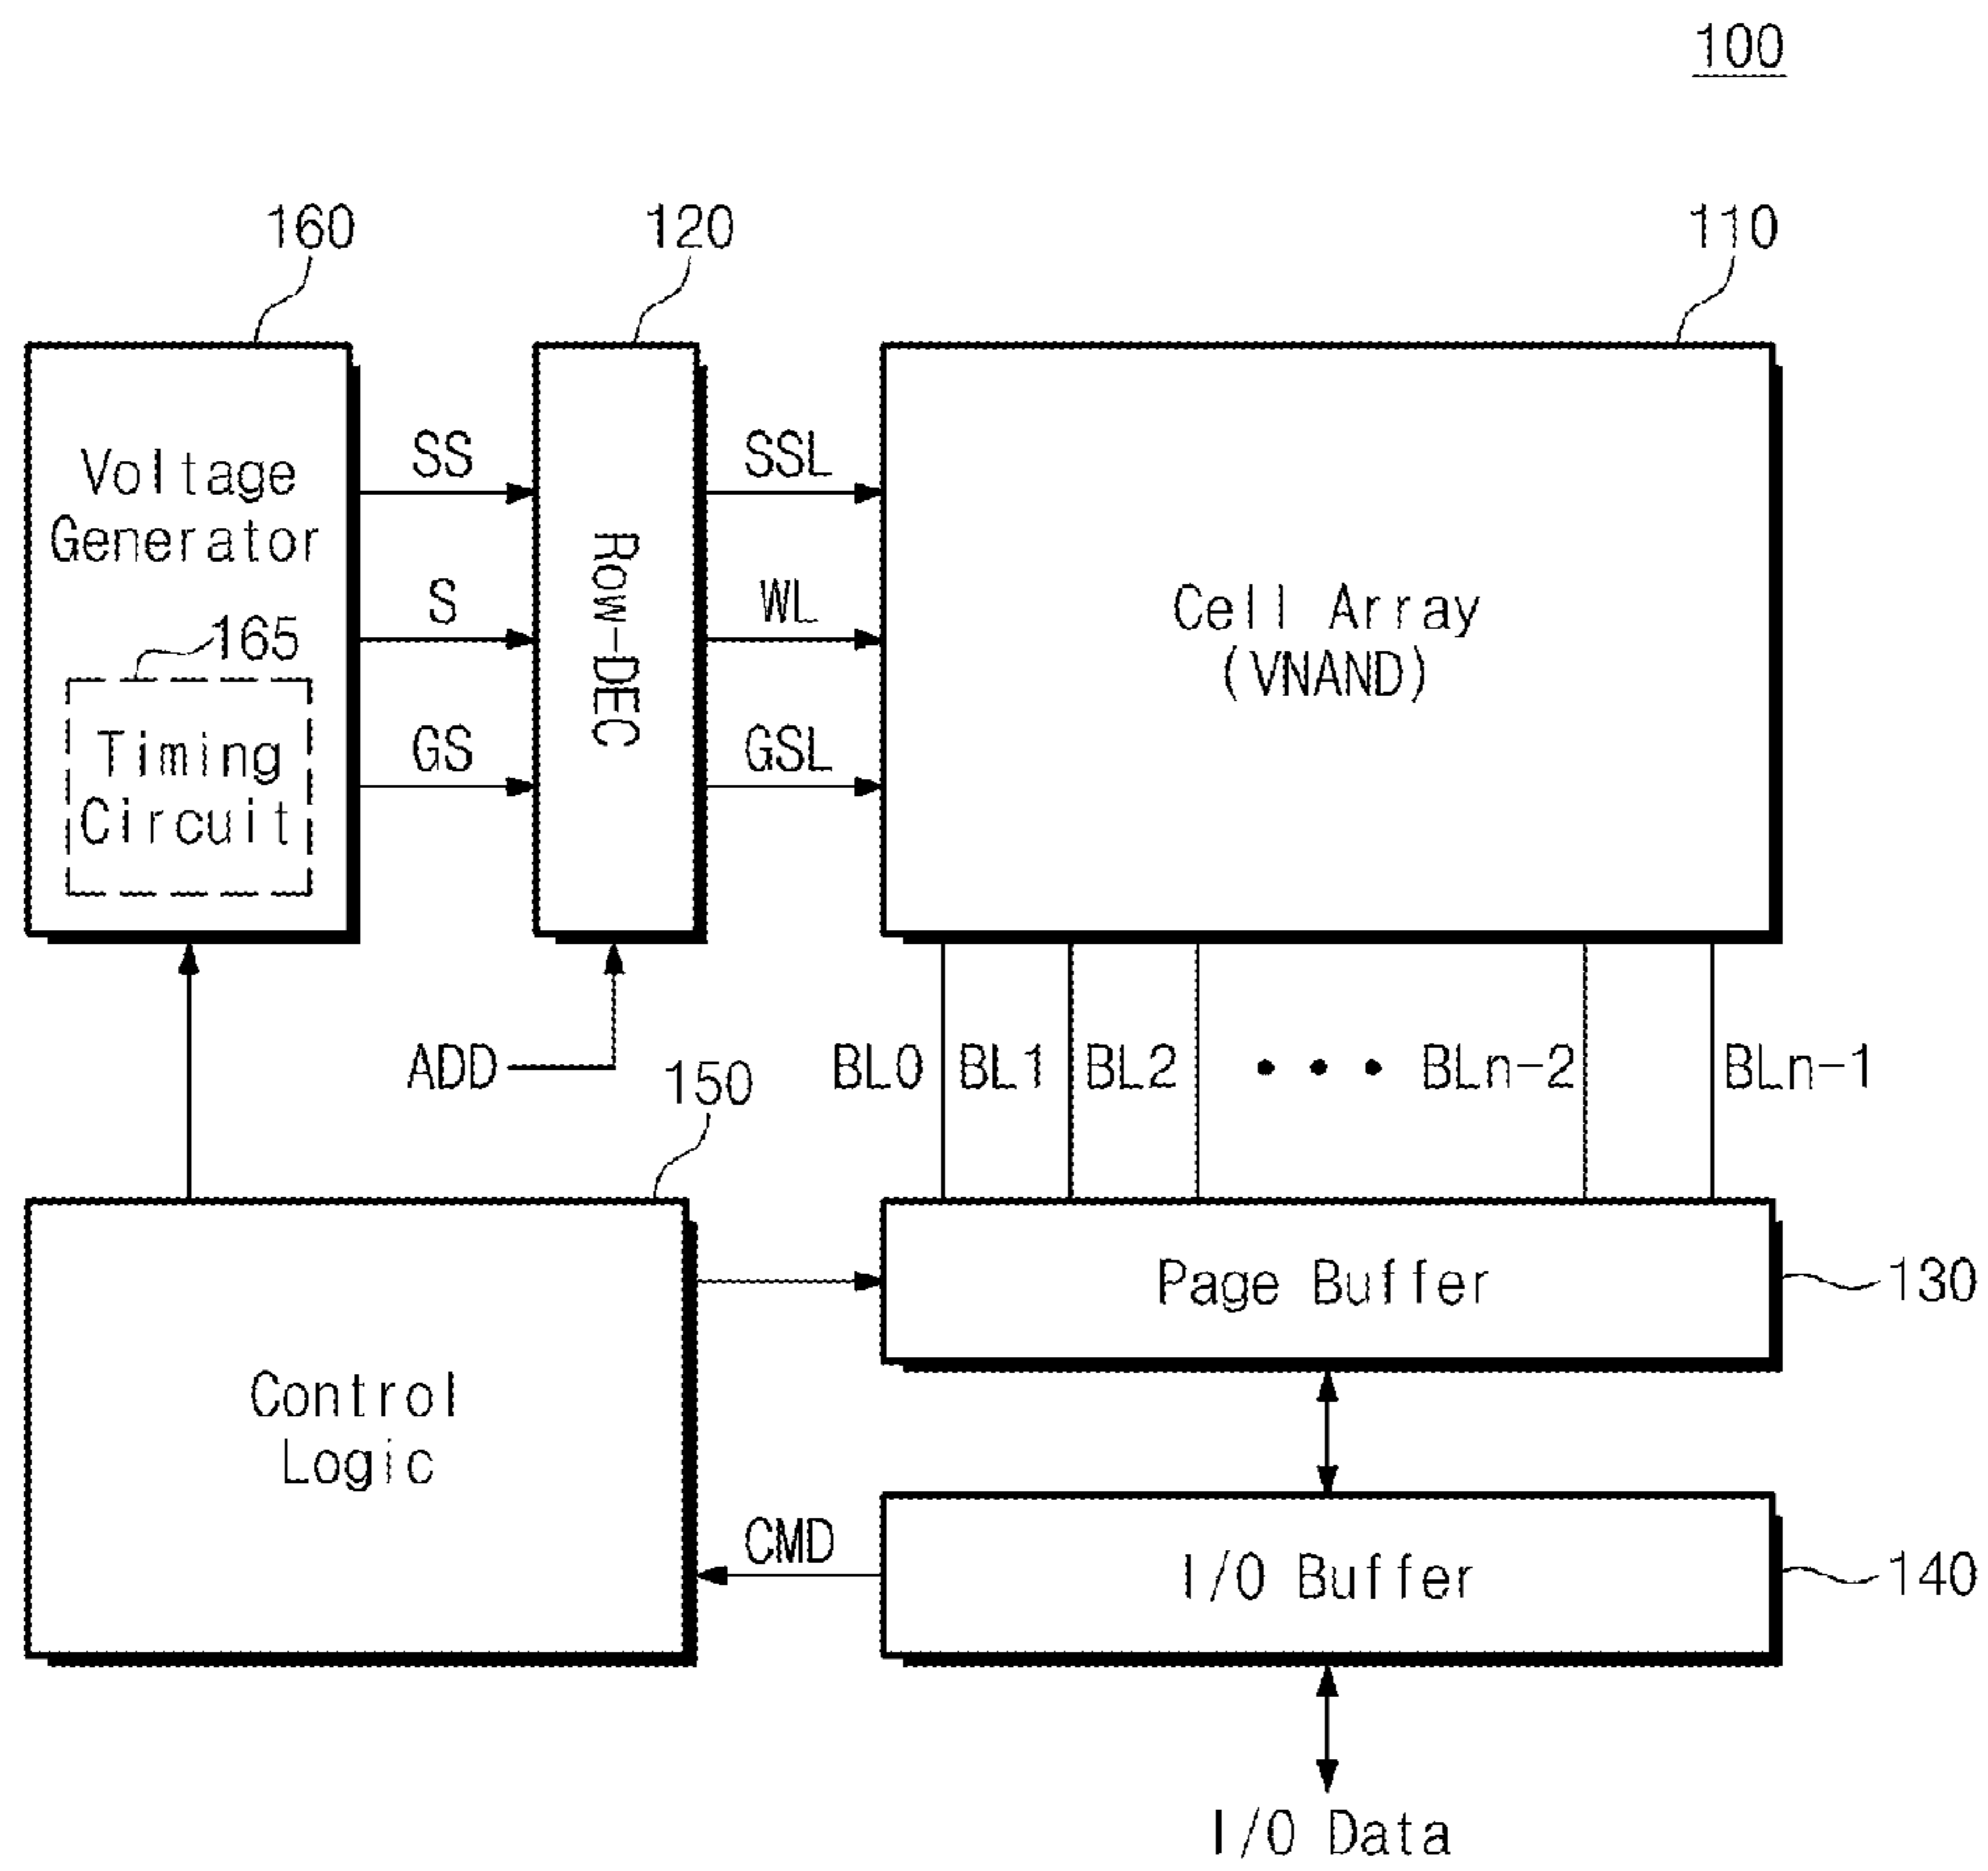 100
160
120
110
Voltage
Generator
165
Timing
Circuit
SS
S
GS
Row-DEC
SSL
WL
GSL
Cell Array
(VNAND)
ADD
150
BL0
BL1
BL2
• • •
BLn-2
BLn-1
Control
Logic
Page Buffer
130
CMD
I/O Buffer
140
I/O Data